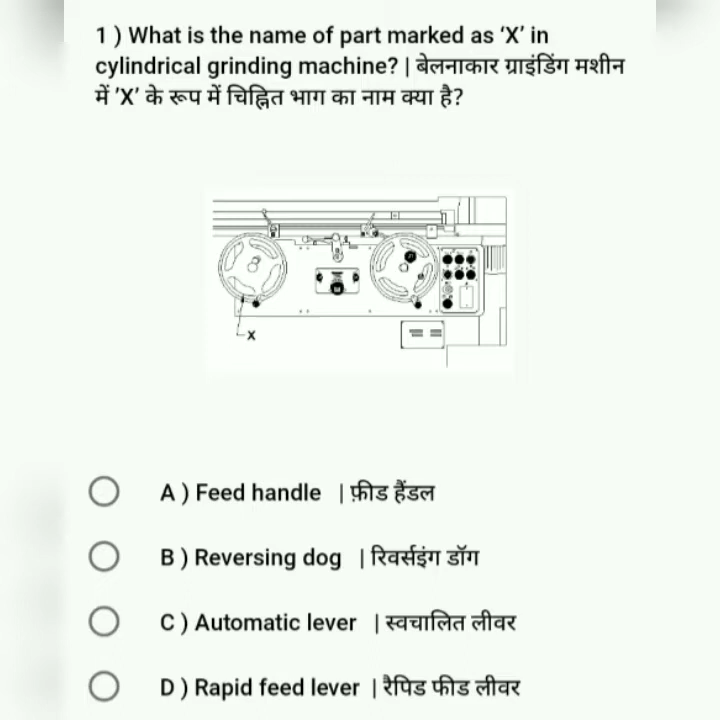 1 ) What is the name of part marked as ‘X’ in
cylindrical grinding machine? | बेलनाकार ग्राइंडिंग मशीन
में 'X' के रूप में चिह्नित भाग का नाम क्या है?
X
A ) Feed handle | फ़ीड हैंडल
B ) Reversing dog | रिवर्सइंग डॉग
C ) Automatic lever | स्वचालित लीवर
D ) Rapid feed lever | रैपिड फीड लीवर